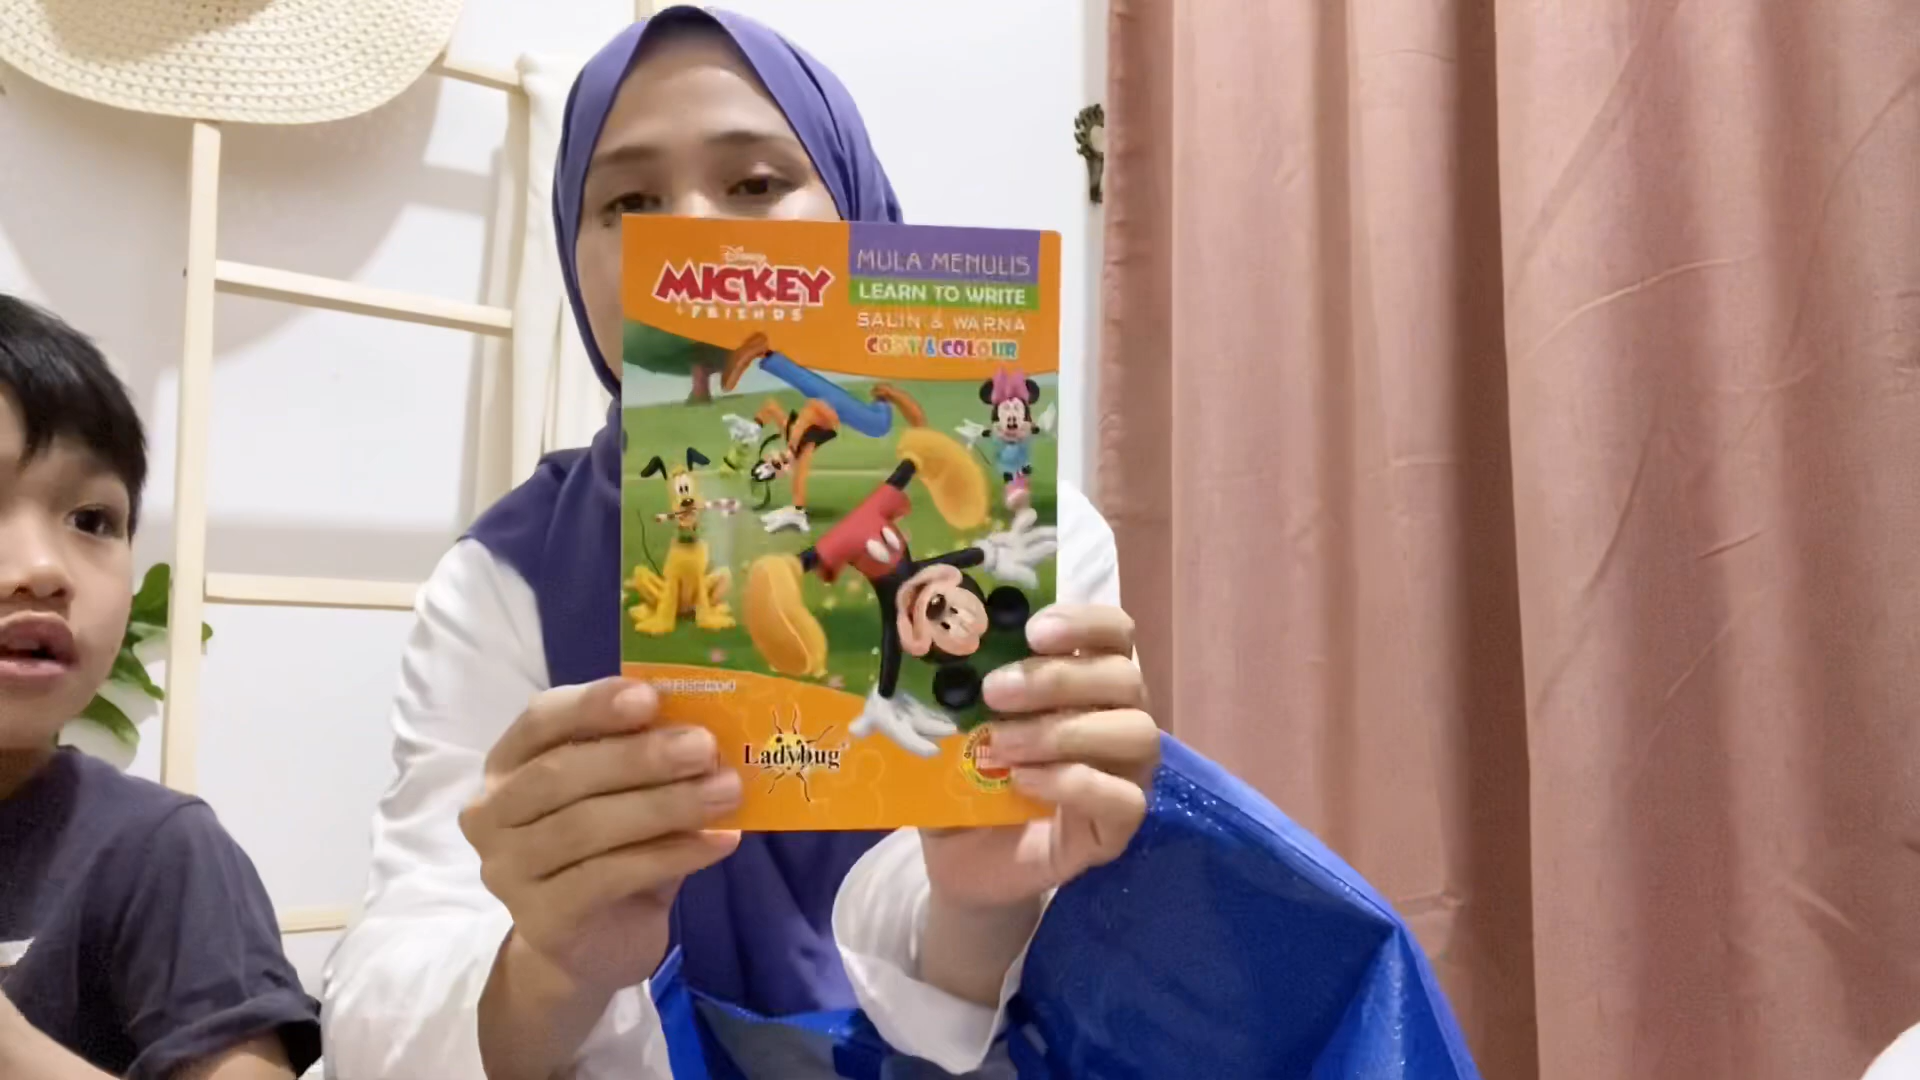 Disney
MICKEY
& FRIENDS
MULA MENULIS
LEARN TO WRITE
SALIN & WARNA
COPY & COLOUR
Ladybug